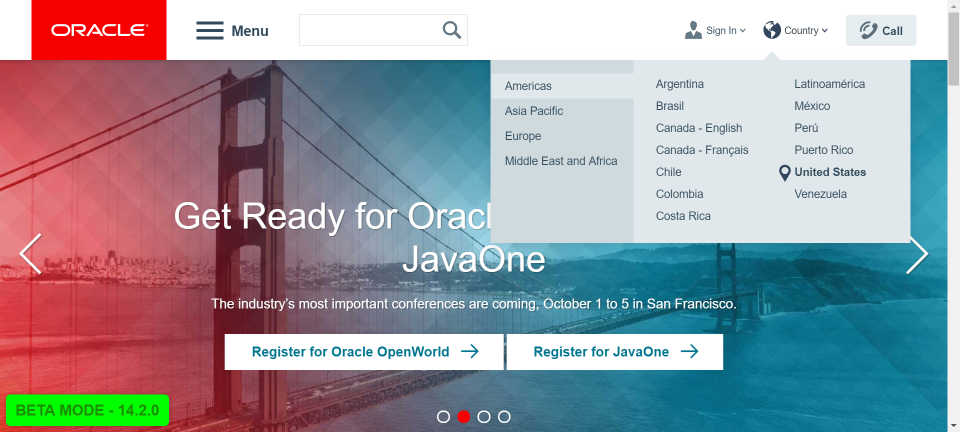 ORACLE
Menu
Sign In
Country
Call
Americas
Asia Pacific
Europe
Middle East and Africa
Argentina
Brasil
Canada - English
Canada - Français
Chile
Colombia
Costa Rica
Latinoamérica
México
Perú
Puerto Rico
United States
Venezuela
Get Ready for Oracl
JavaOne
The industry's most important conferences are coming, October 1 to 5 in San Francisco.
Register for Oracle OpenWorld
Register for JavaOne
BETA MODE - 14.2.0